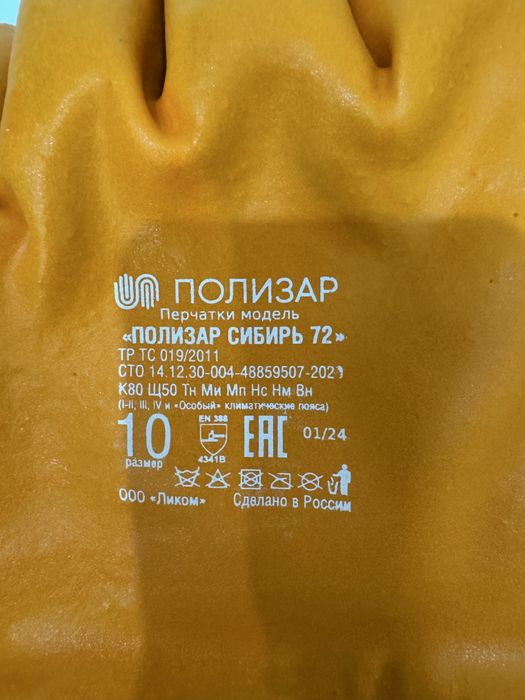 ПОЛИЗАР
Перчатки модель
«ПОЛИЗАР СИБИРЬ 72»
ТР ТС 019/2011
СТО 14.12.30-004-48859507-2021
К80 Щ50 Тн Ми Мп Нс Нм Вн
(I-II, III, IV и «Особый» климатические пояса)
10
размер
EN 388
4341В
ЕАС
01/24
ООО «Ликом» Сделано в России